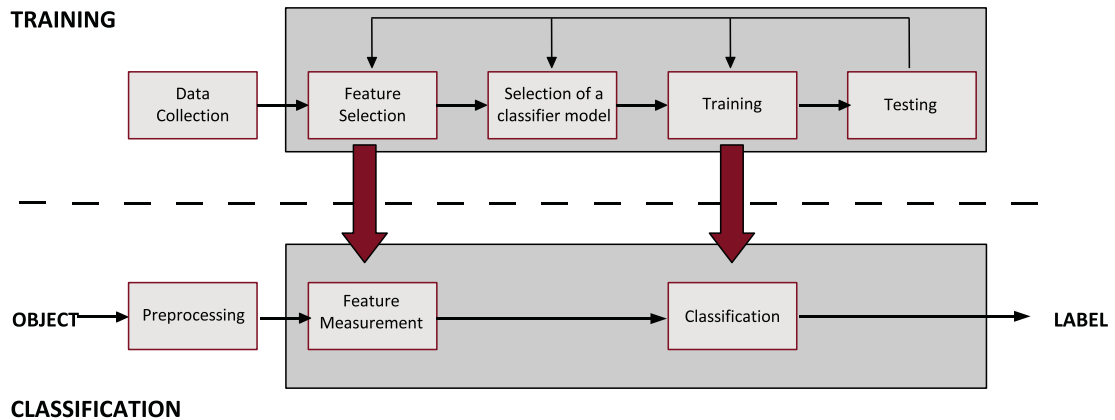 TRAINING
Data
Collection
Feature
Selection
Selection of a
classifier model
Training
Testing
OBJECT
Preprocessing
Feature
Measurement
Classification
LABEL
CLASSIFICATION